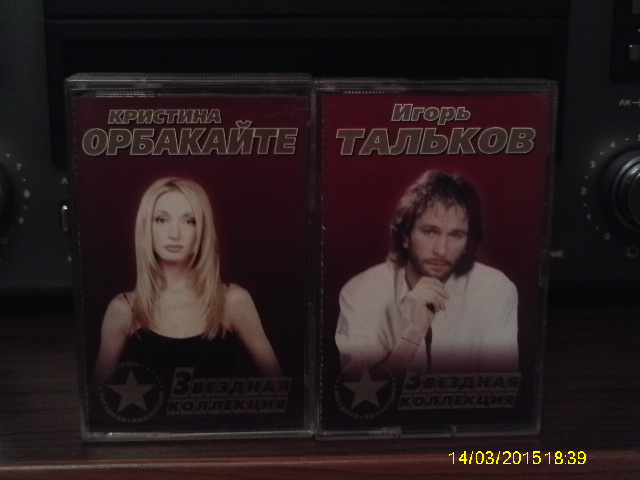 КРИСТИНА
ОРБАКАЙТЕ
ЗВЕЗДНАЯ
КОЛЛЕКЦИЯ
Игорь
ТАЛЬКОВ
ЗВЕЗДНАЯ
КОЛЛЕКЦИЯ
14/03/2015 18:39